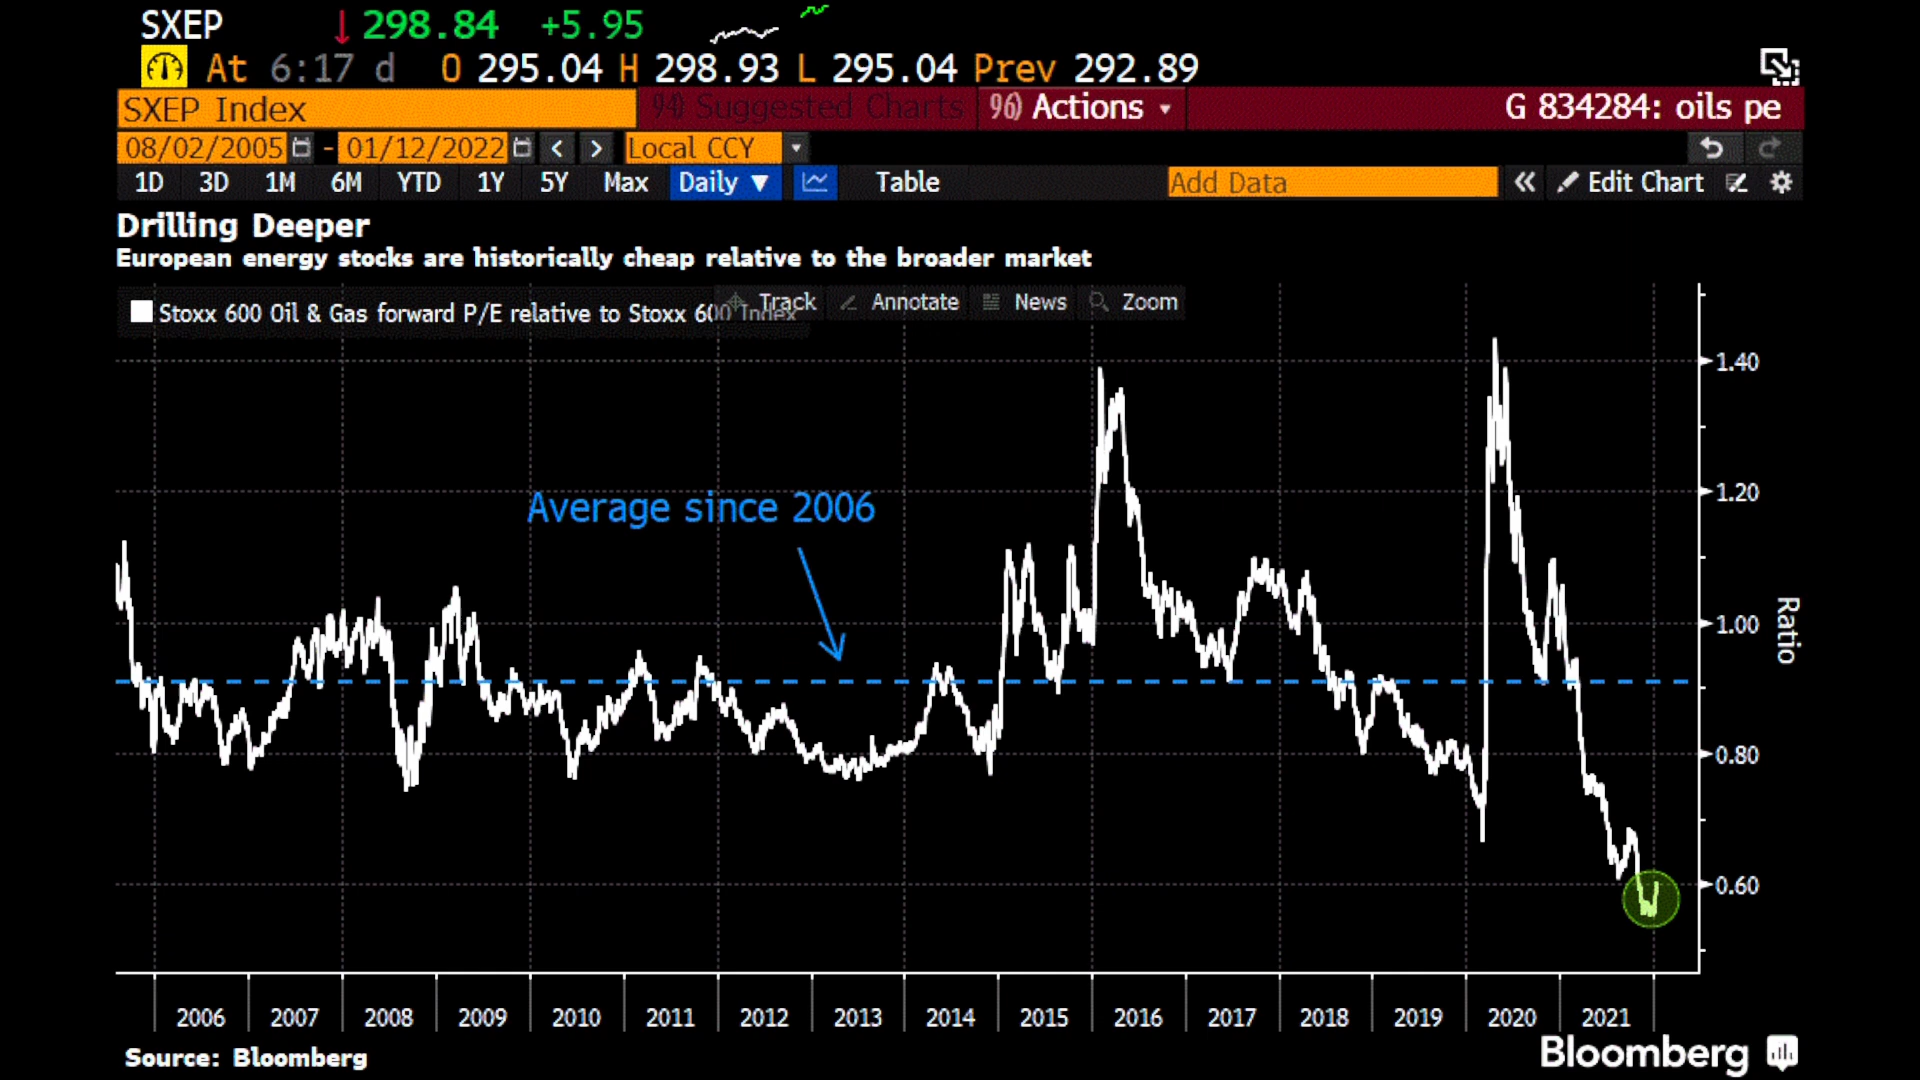 SXEP ↓ 298.84 +5.95
At 6:17 d O 295.04 H 298.93 L 295.04 Prev 292.89
SXEP Index 94) Suggested Charts 96) Actions G 834284: oils pe
08/02/2005 - 01/12/2022 < > Local CCY
1D 3D 1M 6M YTD 1Y 5Y Max Daily ▼ Table Add Data « Edit Chart
Drilling Deeper
European energy stocks are historically cheap relative to the broader market
Stoxx 600 Oil & Gas forward P/E relative to Stoxx 600 Index
Track Annotate News Zoom
1.40
1.20
Average since 2006
1.00
Ratio
0.80
0.60
2006 2007 2008 2009 2010 2011 2012 2013 2014 2015 2016 2017 2018 2019 2020 2021
Source: Bloomberg
Bloomberg